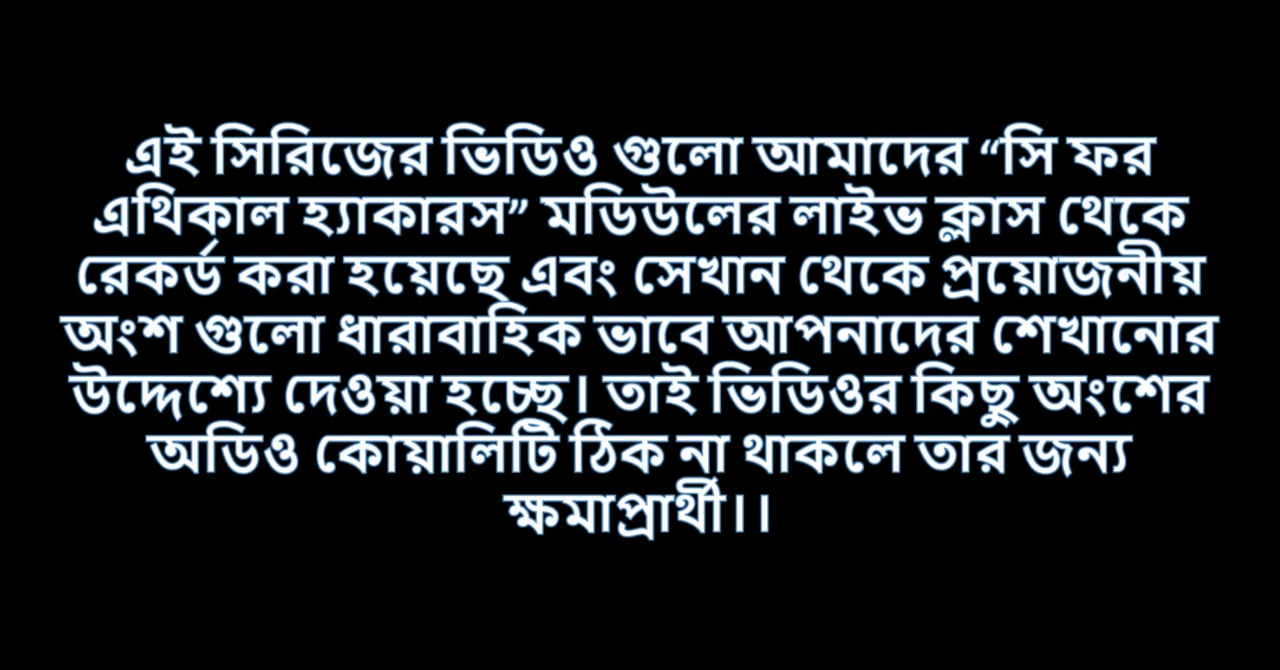 এই সিরিজের ভিডিও গুলো আমাদের “সি ফর
এথিকাল হ্যাকারস” মডিউলের লাইভ ক্লাস থেকে
রেকর্ড করা হয়েছে এবং সেখান থেকে প্রয়োজনীয়
অংশ গুলো ধারাবাহিক ভাবে আপনাদের শেখানোর
উদ্দেশ্যে দেওয়া হচ্ছে। তাই ভিডিওর কিছু অংশের
অডিও কোয়ালিটি ঠিক না থাকলে তার জন্য
ক্ষমাপ্রার্থী।।